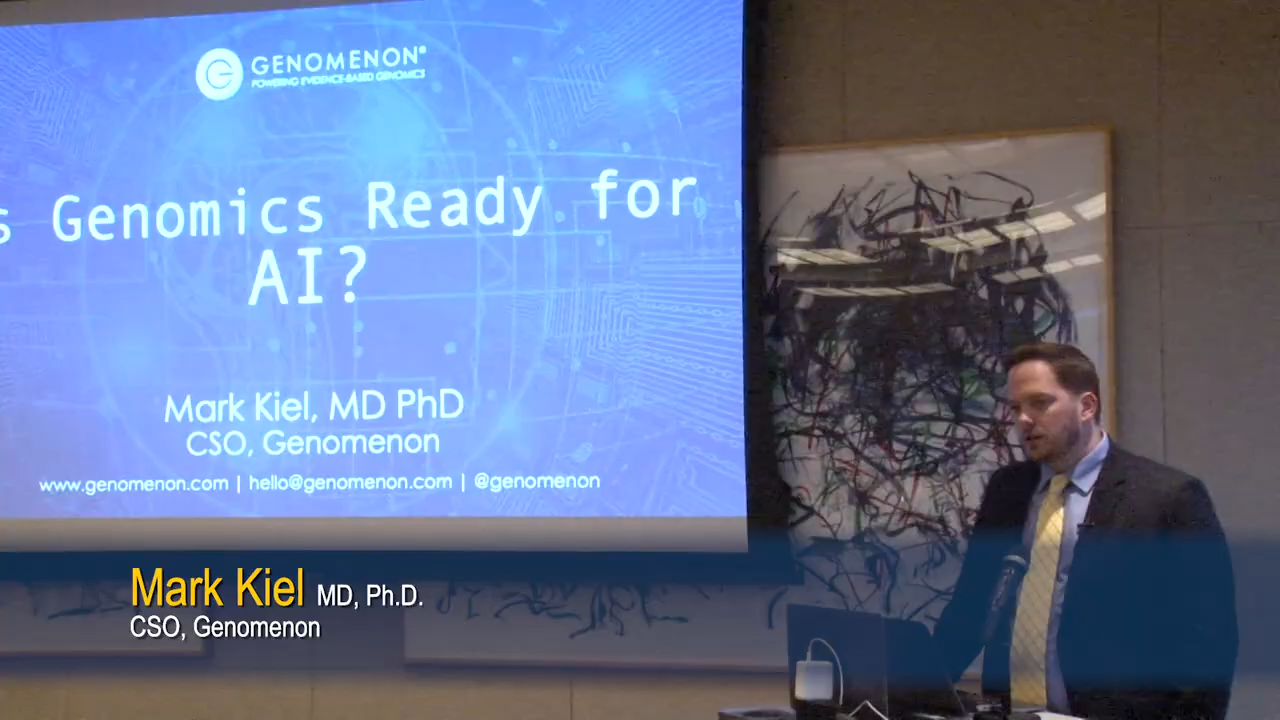 GENOMENON®
POWERING EVIDENCE-BASED GENOMICS
s Genomics Ready for
AI?
Mark Kiel, MD PhD
CSO, Genomenon
www.genomenon.com | hello@genomenon.com | @genomenon
Mark Kiel MD, Ph.D.
CSO, Genomenon